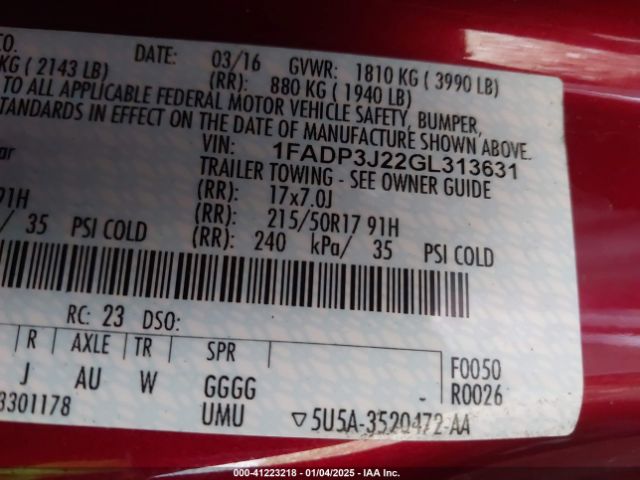 CO.
DATE: 03/16 GVWR: 1810 KG ( 3990 LB)
KG ( 2143 LB) (RR): 880 KG ( 1940 LB)
TO ALL APPLICABLE FEDERAL MOTOR VEHICLE SAFETY, BUMPER,
STANDARDS IN EFFECT ON THE DATE OF MANUFACTURE SHOWN ABOVE.
VIN: 1FADP3J22GL313631
ar TRAILER TOWING - SEE OWNER GUIDE
(RR): 17x7.0J
91H (RR): 215/50R17 91H
/ 35 PSI COLD (RR): 240 kPa/ 35 PSI COLD
RC: 23 DSO:
R AXLE TR SPR F0050
J AU W GGGG - R0026
3301178 UMU ▽5U5A-3520472-AA
000-41223218 - 01/04/2025 - IAA Inc.